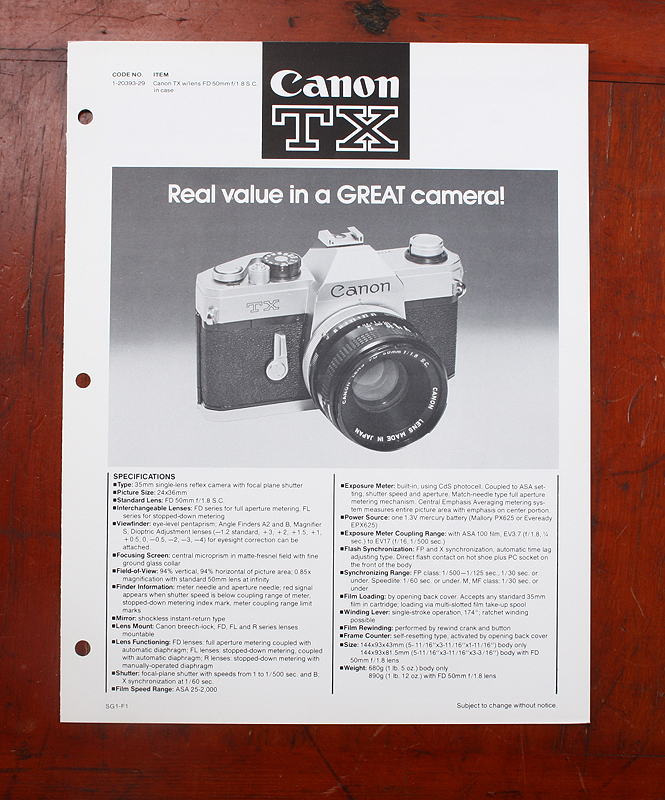 CODE NO. ITEM
1-20393-29 Canon TX w/lens FD 50mm f/1.8 S.C.
in case
Canon
TX
Real value in a GREAT camera!
TX
Canon
CANON LENS FD 50mm f/1.8 S.C.
CANON LENS MADE IN JAPAN
SPECIFICATIONS
■Type: 35mm single-lens reflex camera with focal plane shutter
■Picture Size: 24x36mm
■Standard Lens: FD 50mm f/1.8 S.C.
■Interchangeable Lenses: FD series for full aperture metering, FL
series for stopped-down metering
■Viewfinder: eye-level pentaprism; Angle Finders A2 and B, Magnifier
S, Dioptric Adjustment lenses (—1.2 standard, +3, +2, +1.5, +1,
+0.5, 0, —0.5, —2, —3, —4) for eyesight correction can be
attached.
■Focusing Screen: central microprism in matte-fresnel field with fine
ground glass collar
■Field-of-View: 94% vertical, 94% horizontal of picture area; 0.85x
magnification with standard 50mm lens at infinity
■Finder Information: meter needle and aperture needle; red signal
appears when shutter speed is below coupling range of meter,
stopped-down metering index mark, meter coupling range limit
marks
■Mirror: shockless instant-return type
■Lens Mount: Canon breech-lock, FD, FL and R series lenses
mountable
■Lens Functioning: FD lenses: full aperture metering coupled with
automatic diaphragm; FL lenses: stopped-down metering, coupled
with automatic diaphragm; R lenses: stopped-down metering with
manually-operated diaphragm
■Shutter: focal-plane shutter with speeds from 1 to 1/500 sec. and B;
X synchronization at 1/60 sec.
■Film Speed Range: ASA 25-2,000
■Exposure Meter: built-in, using CdS photocell. Coupled to ASA set-
ting, shutter speed and aperture. Match-needle type full aperture
metering mechanism. Central Emphasis Averaging metering sys-
tem measures entire picture area with emphasis on center portion.
■Power Source: one 1.3V mercury battery (Mallory PX625 or Eveready
EPX625)
■Exposure Meter Coupling Range: with ASA 100 film, EV3.7 (f/1.8, ¼
sec.) to EV17 (f/16, 1/500 sec.)
■Flash Synchronization: FP and X synchronization, automatic time lag
adjusting type. Direct flash contact on hot shoe plus PC socket on
the front of the body
■Synchronizing Range: FP class: 1/500—1/125 sec., 1/30 sec. or
under. Speedlite: 1/60 sec. or under. M, MF class: 1/30 sec. or
under
■Film Loading: by opening back cover. Accepts any standard 35mm
film in cartridge; loading via multi-slotted film take-up spool
■Winding Lever: single-stroke operation, 174°; ratchet winding
possible
■Film Rewinding: performed by rewind crank and button
■Frame Counter: self-resetting type, activated by opening back cover
■Size: 144x93x43mm (5-11/16"x3-11/16"x1-11/16") body only
144x93x81.5mm (5-11/16"x3-11/16"x3-3/16") body with FD
50mm f/1.8 lens
■Weight: 680g (1 lb. 5 oz.) body only
890g (1 lb. 12 oz.) with FD 50mm f/1.8 lens
SG1-F1
Subject to change without notice.